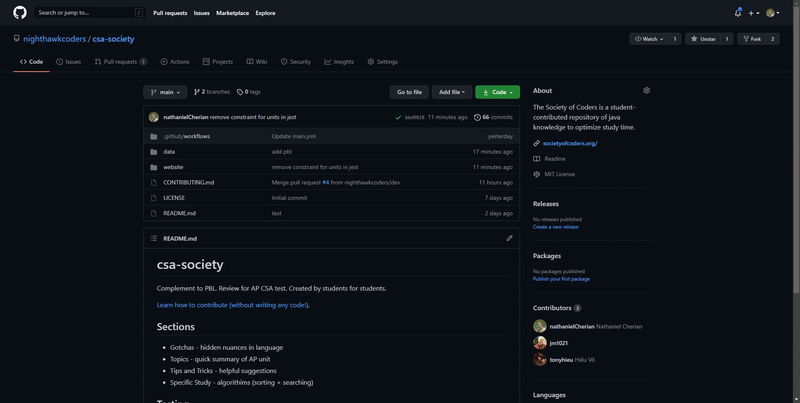 Search or jump to... /
Pull requests Issues Marketplace Explore
nighthawkcoders / csa-society
Watch 1 Unstar 1 Fork 2
Code Issues Pull requests 1 Actions Projects Wiki Security Insights Settings
main 2 branches 0 tags Go to file Add file Code
nathanielCherian remove constraint for units in jest 11 minutes ago 66 commits
.github/workflows Update main.yml yesterday
data add pbl 17 minutes ago
website remove constraint for units in jest 11 minutes ago
CONTRIBUTING.md Merge pull request #4 from nighthawkcoders/dev 11 hours ago
LICENSE Initial commit 7 days ago
README.md test 2 days ago
README.md
csa-society
Complement to PBL. Review for AP CSA test. Created by students for students.
Learn how to contribute (without writing any code!).
Sections
Gotchas - hidden nuances in language
Topics - quick summary of AP unit
Tips and Tricks - helpful suggestions
Specific Study - algorithims (sorting + searching)
About
The Society of Coders is a student-
contributed repository of java
knowledge to optimize study time.
societyofcoders.org/
Readme
MIT License
Releases
No releases published
Create a new release
Packages
No packages published
Publish your first package
Contributors 3
nathanielCherian Nathaniel Cherian
jm1021
tonyhieu Hiếu Võ
Languages